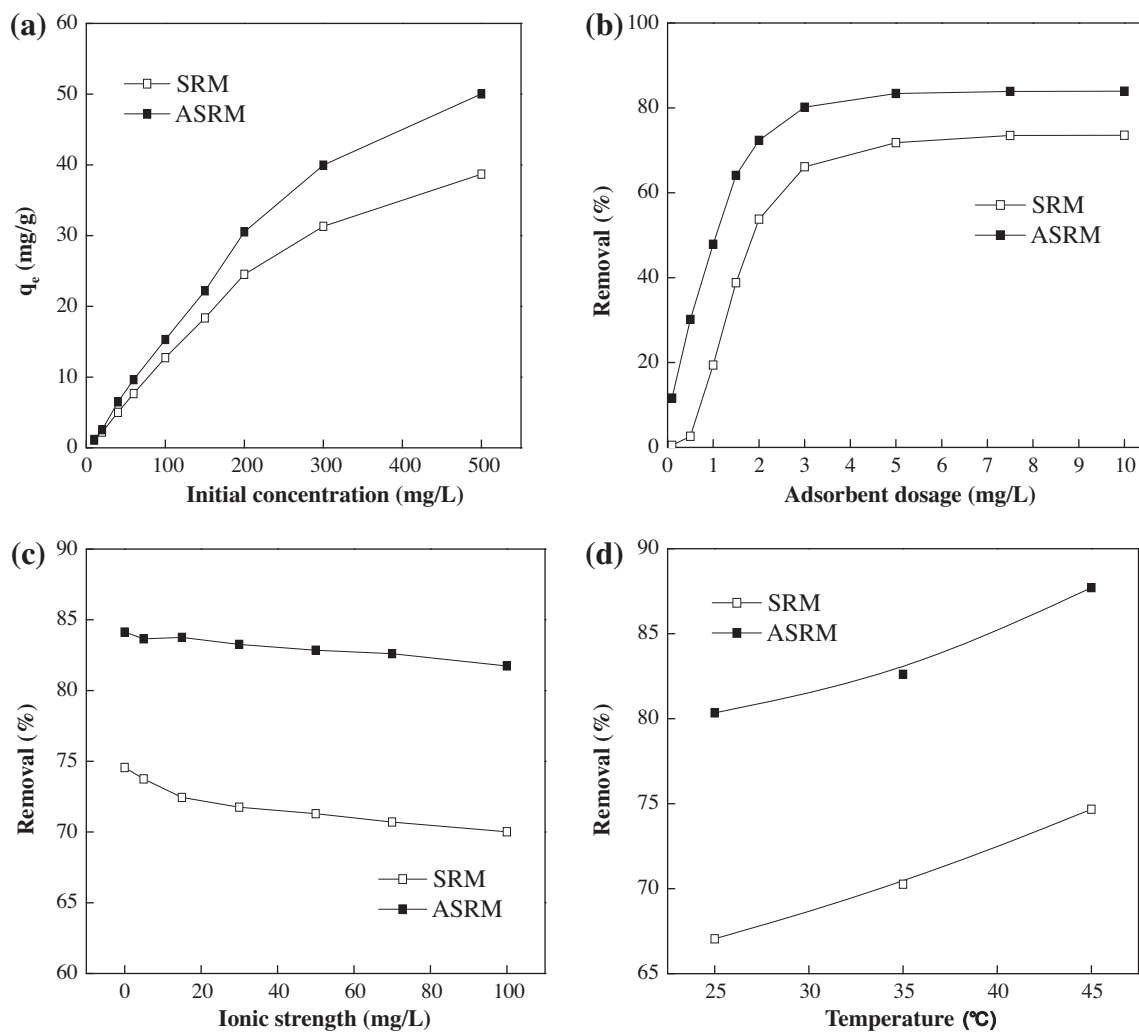 (a)
60
50
40
30
20
10
0
q_e (mg/g)
SRM
ASRM
0 100 200 300 400 500
Initial concentration (mg/L)
(b)
100
80
60
40
20
0
Removal (%)
SRM
ASRM
0 1 2 3 4 5 6 7 8 9 10
Adsorbent dosage (mg/L)
(c)
90
85
80
75
70
65
60
Removal (%)
SRM
ASRM
0 20 40 60 80 100
Ionic strength (mg/L)
(d)
90
85
80
75
70
65
Removal (%)
SRM
ASRM
25 30 35 40 45
Temperature (℃)